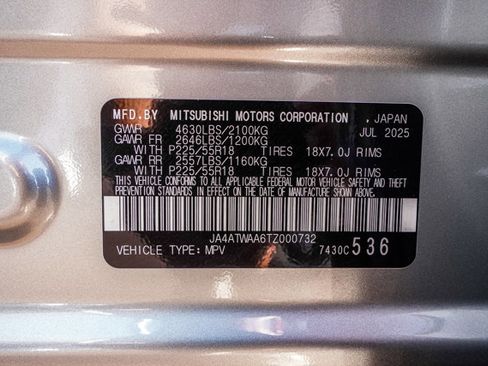 MFD.BY MITSUBISHI MOTORS CORPORATION , JAPAN
GVWR 4630LBS/2100KG JUL 2025
GAWR FR 2646LBS/1200KG
WITH P225/55R18 TIRES 18X7.0J RIMS
GAWR RR 2557LBS/1160KG
WITH P225/55R18 TIRES 18X7.0J RIMS
THIS VEHICLE CONFORMS TO ALL APPLICABLE FEDERAL MOTOR VEHICLE SAFETY AND THEFT
PREVENTION STANDARDS IN EFFECT ON THE DATE OF MANUFACTURE SHOWN ABOVE.
JA4ATWAA6TZ000732
VEHICLE TYPE: MPV 7430C 536